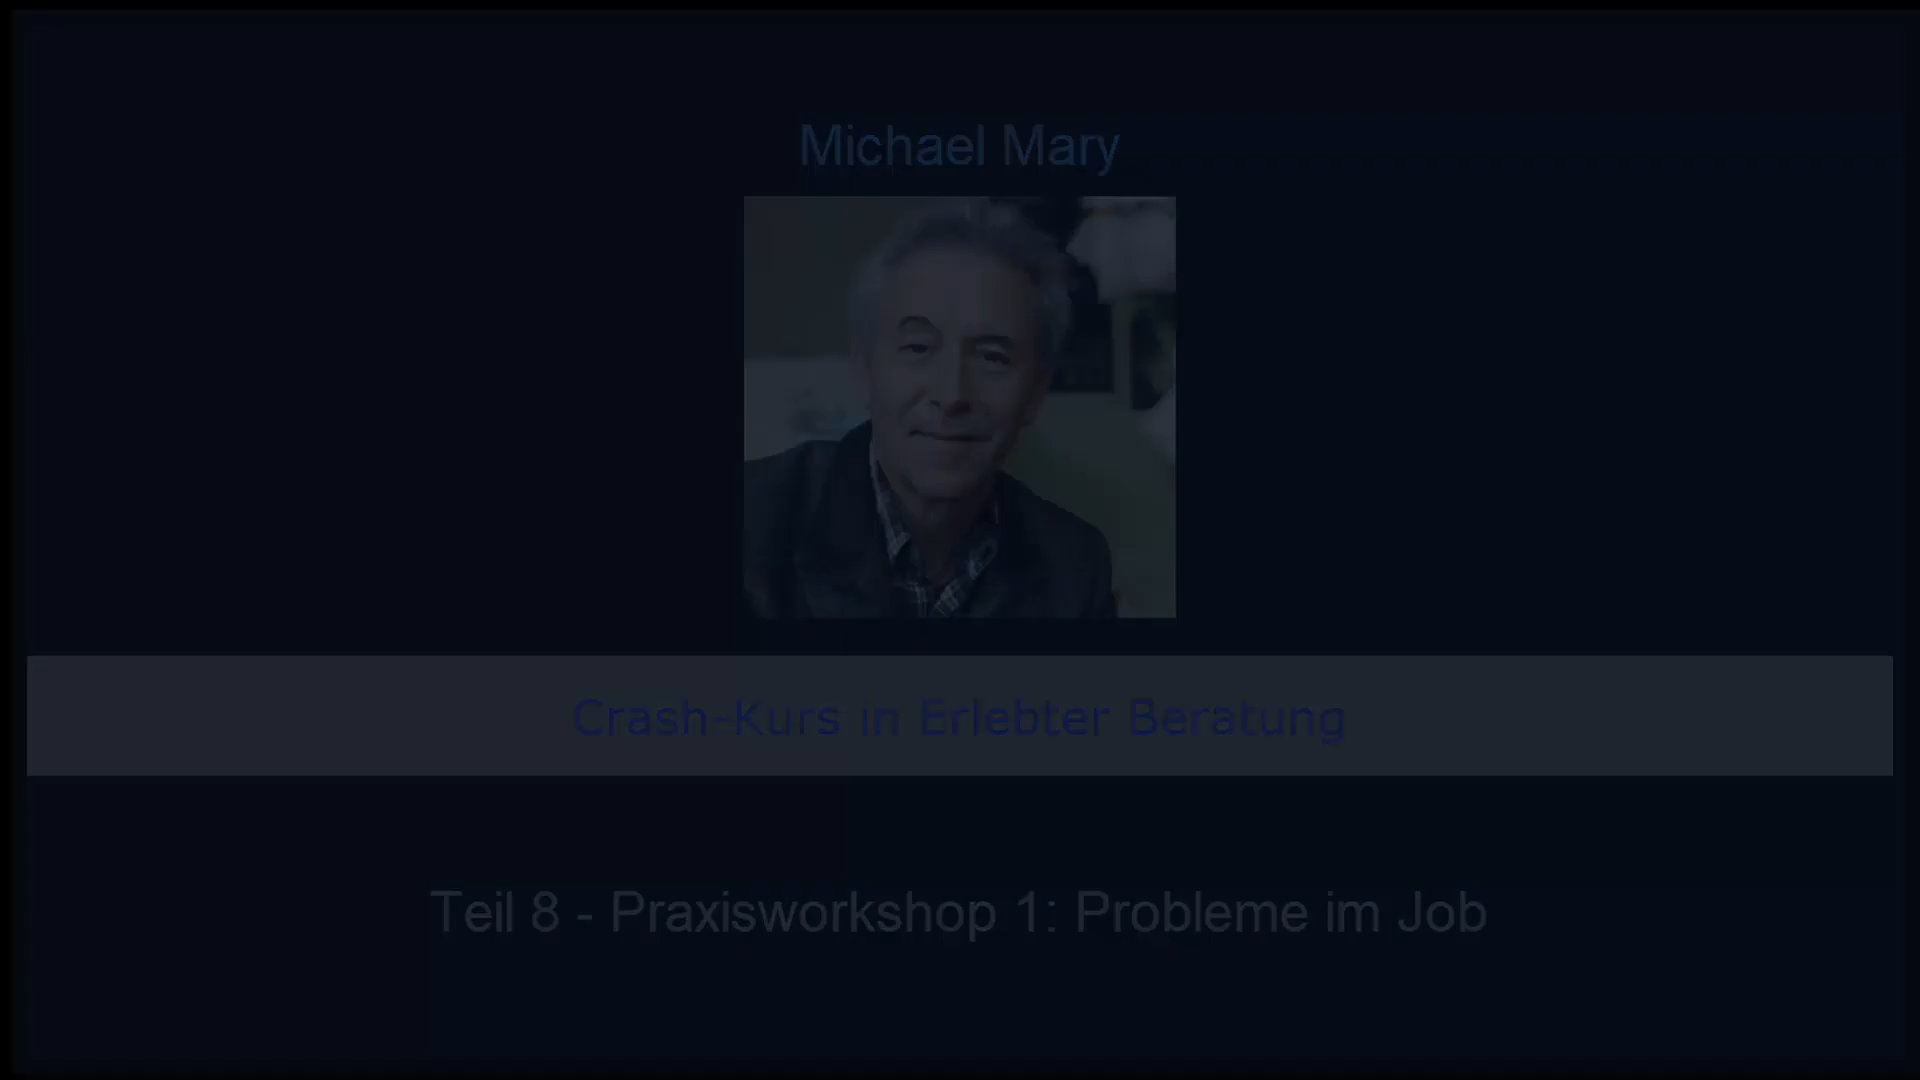 Michael Mary
Crash-Kurs in Erlebter Beratung
Teil 8 - Praxisworkshop 1: Probleme im Job